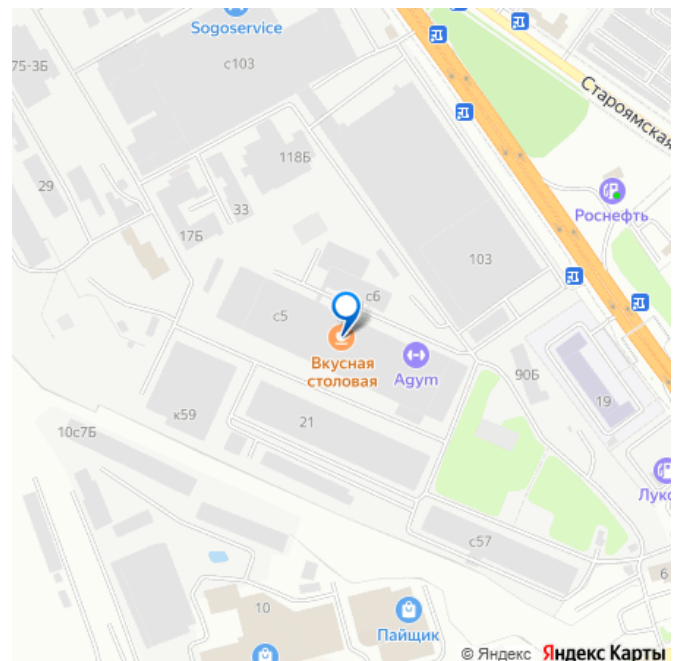 Sogoservice
75-3Б
с103
Староямская
118Б
29
Роснефть
33
17Б
103
с6
с5
Вкусная
столовая
Agym
90Б
19
к59
21
10с7Б
Луко
с57
6
10
Пайщик
© Яндекс Яндекс Карты